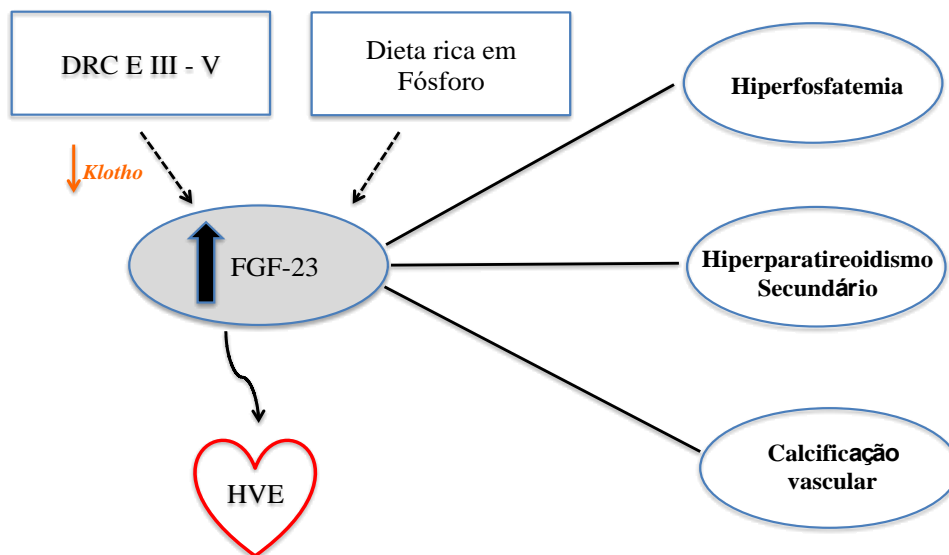 DRC E III - V
Dieta rica em
Fósforo
Hiperfosfatemia
Klotho
FGF-23
Hiperparatireoidismo
Secundário
HVE
Calcificação
vascular